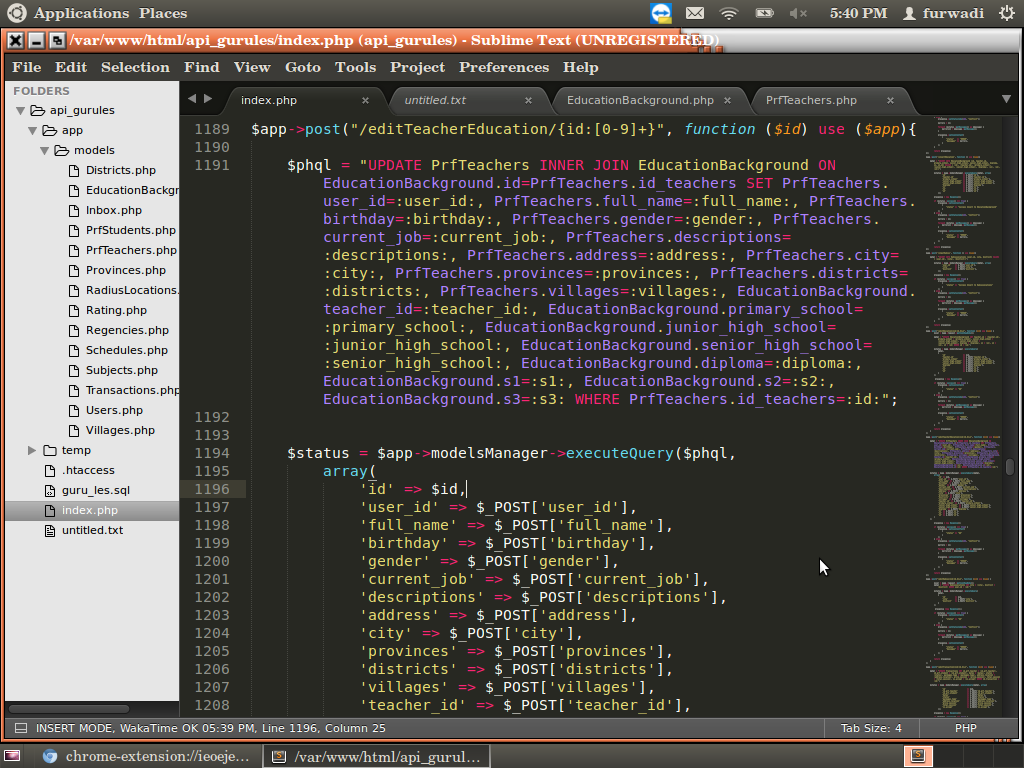 Applications Places 5:40 PM furwadi
/var/www/html/api_gurules/index.php (api_gurules) - Sublime Text (UNREGISTERED)
File Edit Selection Find View Goto Tools Project Preferences Help
FOLDERS
api_gurules
app
models
Districts.php
EducationBackgr
Inbox.php
PrfStudents.php
PrfTeachers.php
Provinces.php
RadiusLocations.
Rating.php
Regencies.php
Schedules.php
Subjects.php
Transactions.php
Users.php
Villages.php
temp
.htaccess
guru_les.sql
index.php
untitled.txt
index.php untitled.txt EducationBackground.php PrfTeachers.php
1189 $app->post("/editTeacherEducation/{id:[0-9]+}", function ($id) use ($app){
1190
1191 $phql = "UPDATE PrfTeachers INNER JOIN EducationBackground ON
EducationBackground.id=PrfTeachers.id_teachers SET PrfTeachers.
user_id=:user_id:, PrfTeachers.full_name=:full_name:, PrfTeachers.
birthday=:birthday:, PrfTeachers.gender=:gender:, PrfTeachers.
current_job=:current_job:, PrfTeachers.descriptions=
:descriptions:, PrfTeachers.address=:address:, PrfTeachers.city=
:city:, PrfTeachers.provinces=:provinces:, PrfTeachers.districts=
:districts:, PrfTeachers.villages=:villages:, EducationBackground.
teacher_id=:teacher_id:, EducationBackground.primary_school=
:primary_school:, EducationBackground.junior_high_school=
:junior_high_school:, EducationBackground.senior_high_school=
:senior_high_school:, EducationBackground.diploma=:diploma:,
EducationBackground.s1=:s1:, EducationBackground.s2=:s2:,
EducationBackground.s3=:s3: WHERE PrfTeachers.id_teachers=:id:";
1192
1193
1194 $status = $app->modelsManager->executeQuery($phql,
1195 array(
1196 'id' => $id,
1197 'user_id' => $_POST['user_id'],
1198 'full_name' => $_POST['full_name'],
1199 'birthday' => $_POST['birthday'],
1200 'gender' => $_POST['gender'],
1201 'current_job' => $_POST['current_job'],
1202 'descriptions' => $_POST['descriptions'],
1203 'address' => $_POST['address'],
1204 'city' => $_POST['city'],
1205 'provinces' => $_POST['provinces'],
1206 'districts' => $_POST['districts'],
1207 'villages' => $_POST['villages'],
1208 'teacher_id' => $_POST['teacher_id'],
INSERT MODE, WakaTime OK 05:39 PM, Line 1196, Column 25 Tab Size: 4 PHP
chrome-extension://ieoeje... /var/www/html/api_gurul...